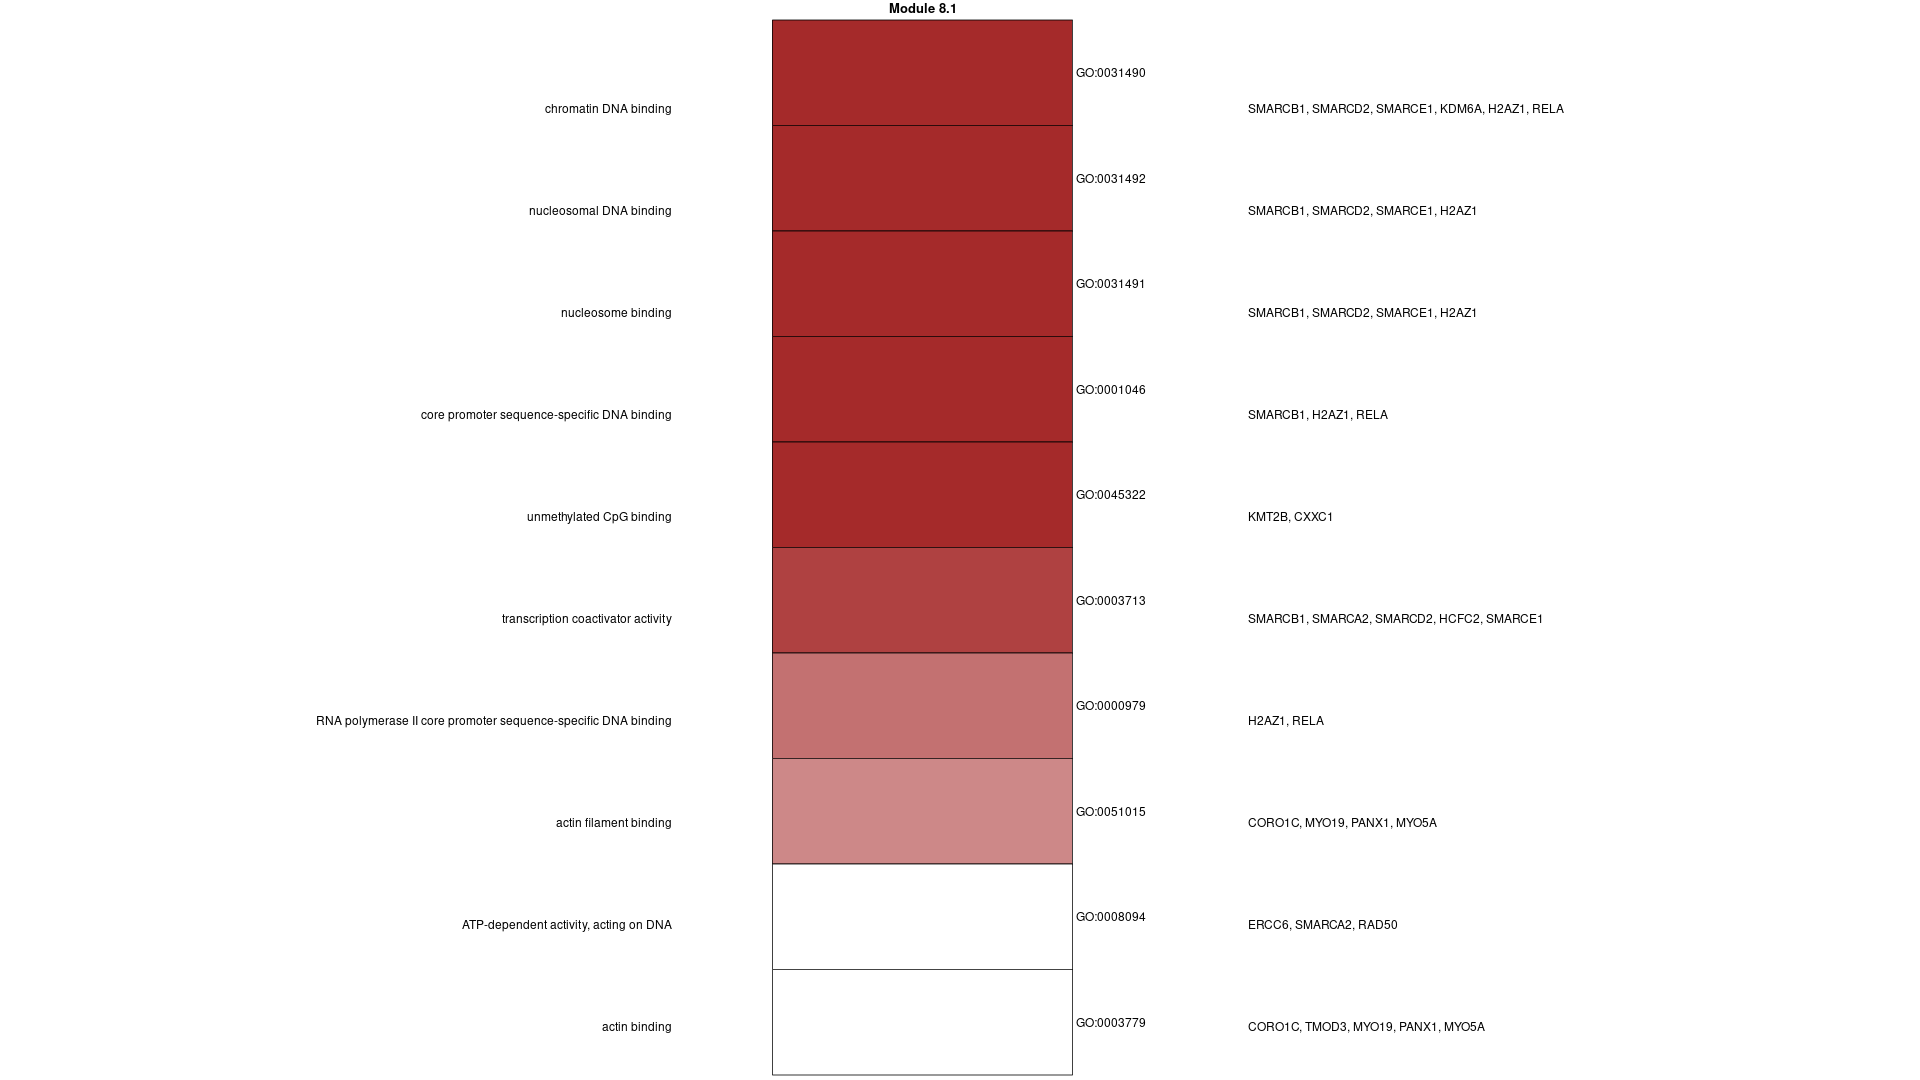 Module 8.1
GO:0031490
chromatin DNA binding SMARCB1, SMARCD2, SMARCE1, KDM6A, H2AZ1, RELA
GO:0031492
nucleosomal DNA binding SMARCB1, SMARCD2, SMARCE1, H2AZ1
GO:0031491
nucleosome binding SMARCB1, SMARCD2, SMARCE1, H2AZ1
GO:0001046
core promoter sequence-specific DNA binding SMARCB1, H2AZ1, RELA
GO:0045322
unmethylated CpG binding KMT2B, CXXC1
GO:0003713
transcription coactivator activity SMARCB1, SMARCA2, SMARCD2, HCFC2, SMARCE1
GO:0000979
RNA polymerase II core promoter sequence-specific DNA binding H2AZ1, RELA
GO:0051015
actin filament binding CORO1C, MYO19, PANX1, MYO5A
GO:0008094
ATP-dependent activity, acting on DNA ERCC6, SMARCA2, RAD50
GO:0003779
actin binding CORO1C, TMOD3, MYO19, PANX1, MYO5A